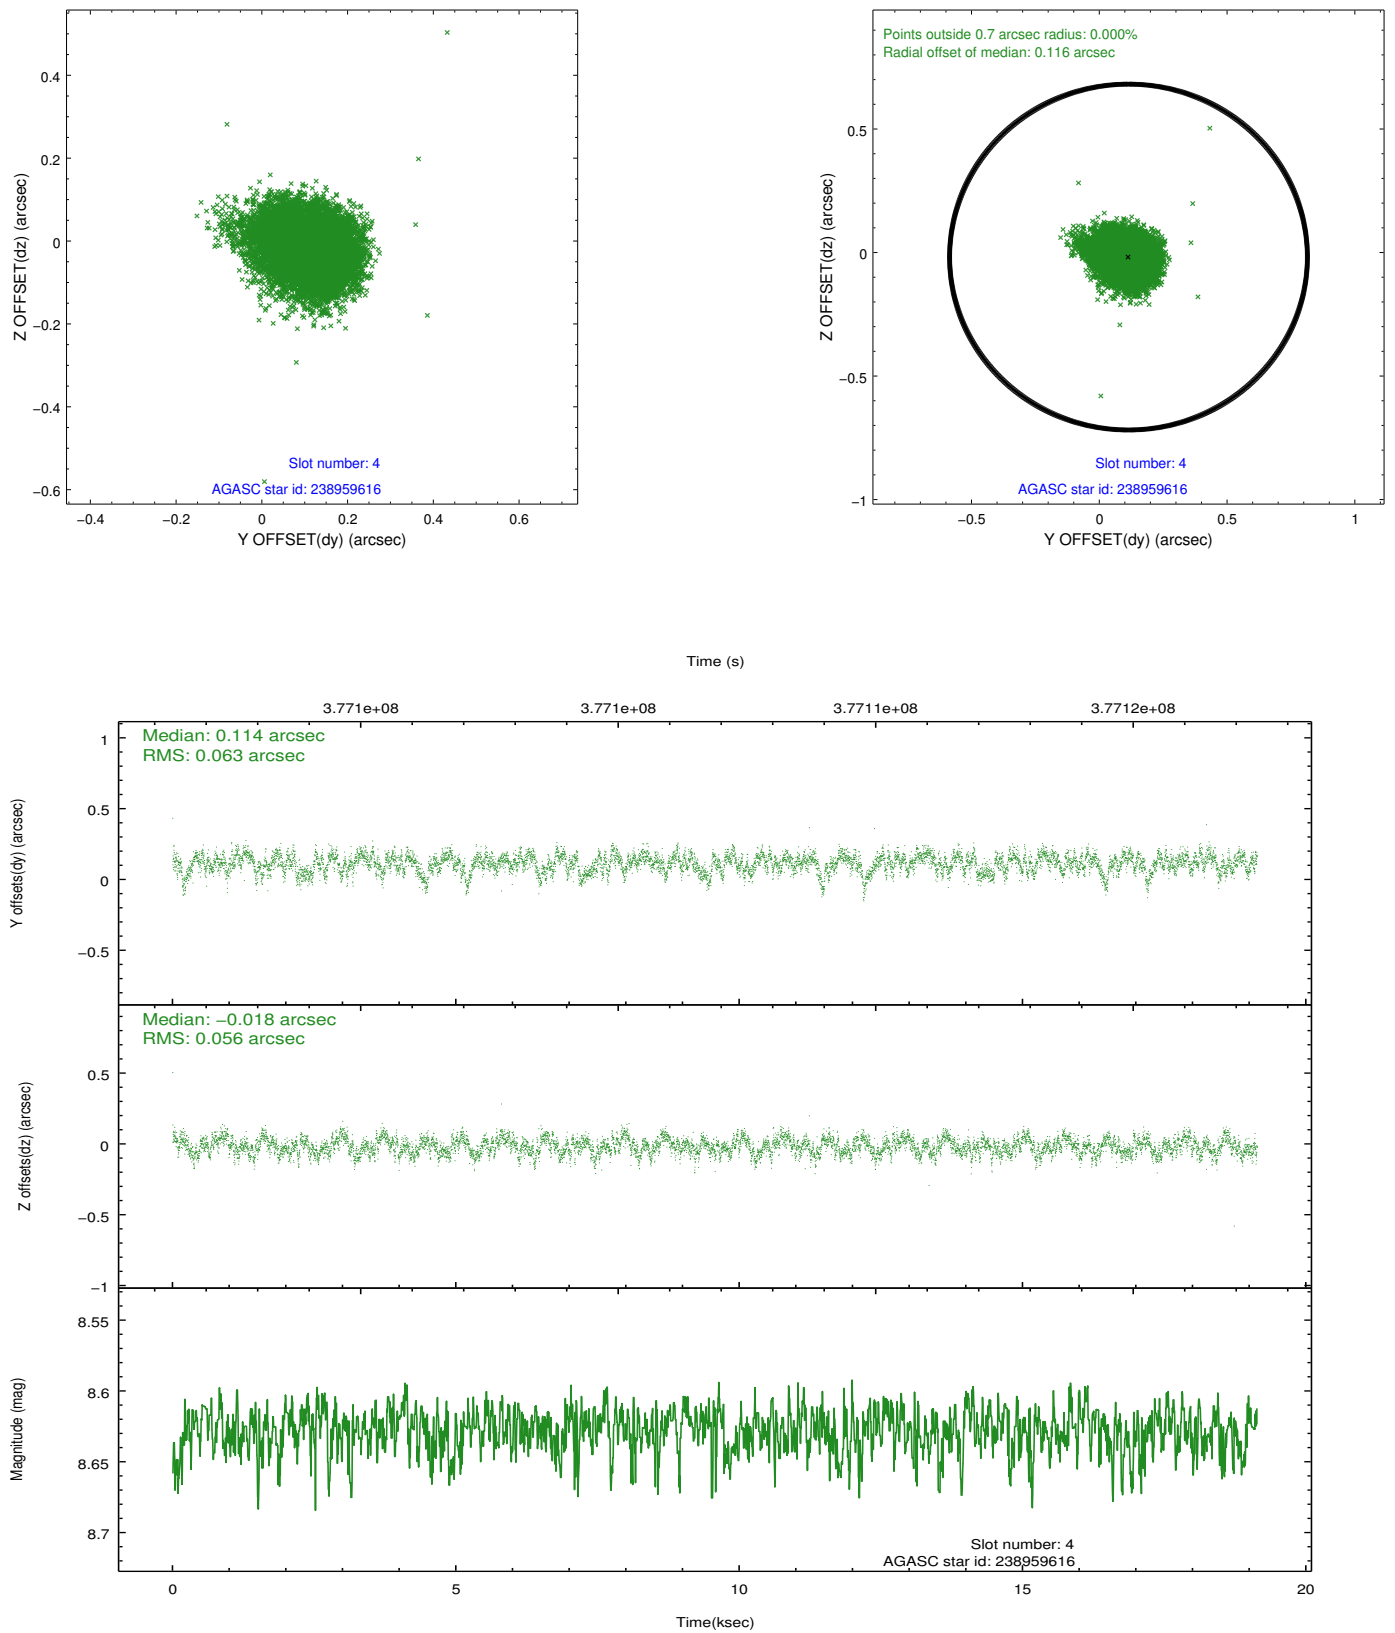 0.4
0.2
0
−0.2
−0.4
−0.6
Z OFFSET(dz) (arcsec)
Slot number: 4
AGASC star id: 238959616
−0.4 −0.2 0 0.2 0.4 0.6
Y OFFSET(dy) (arcsec)
Points outside 0.7 arcsec radius: 0.000%
Radial offset of median: 0.116 arcsec
0.5
0
−0.5
−1
Z OFFSET(dz) (arcsec)
Slot number: 4
AGASC star id: 238959616
−0.5 0 0.5 1
Y OFFSET(dy) (arcsec)
Time (s)
3.771e+08 3.771e+08 3.7711e+08 3.7712e+08
Median: 0.114 arcsec
RMS: 0.063 arcsec
1
0.5
0
−0.5
Y offsets(dy) (arcsec)
Median: −0.018 arcsec
RMS: 0.056 arcsec
0.5
0
−0.5
−1
Z offsets(dz) (arcsec)
8.55
8.6
8.65
8.7
Magnitude (mag)
Slot number: 4
AGASC star id: 238959616
0 5 10 15 20
Time(ksec)